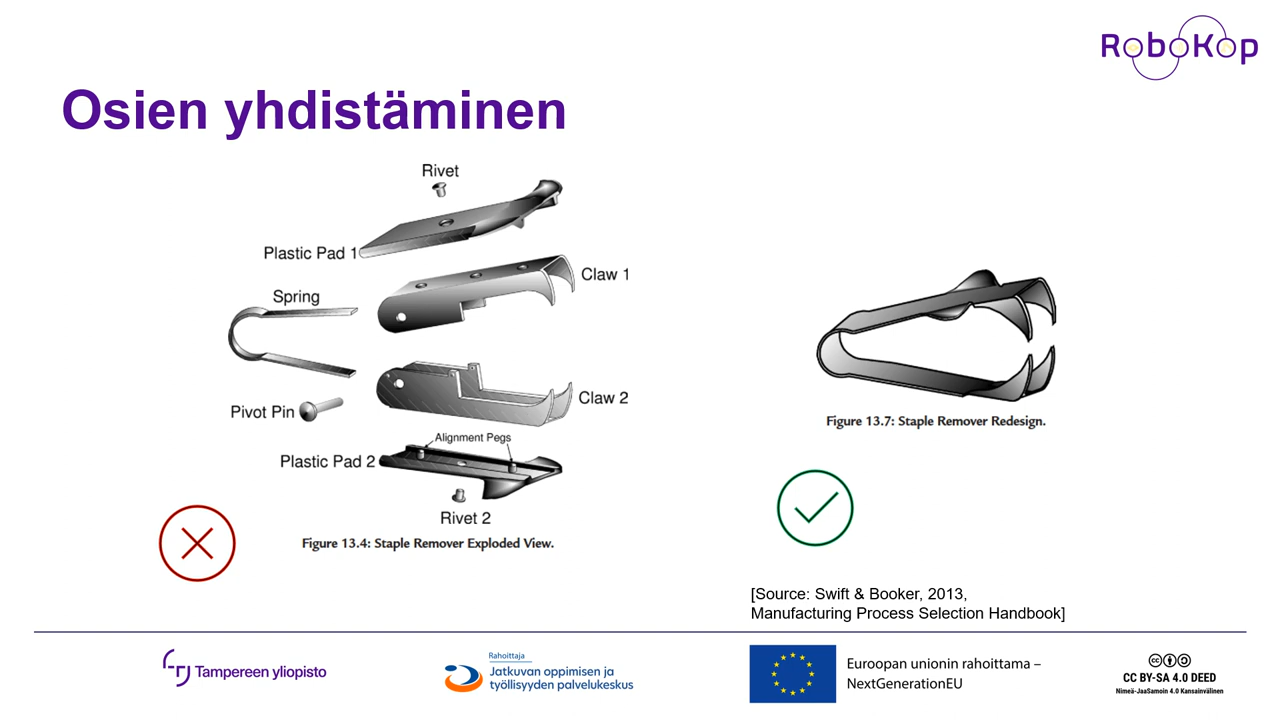 RoboKop
Osien yhdistäminen
Rivet
Plastic Pad 1
Claw 1
Spring
Claw 2
Pivot Pin
Alignment Pegs
Plastic Pad 2
Rivet 2
Figure 13.4: Staple Remover Exploded View.
Figure 13.7: Staple Remover Redesign.
[Source: Swift & Booker, 2013,
Manufacturing Process Selection Handbook]
Tampereen yliopisto
Rahoittaja
Jatkuvan oppimisen ja
työllisyyden palvelukeskus
Euroopan unionin rahoittama –
NextGenerationEU
CC BY-SA 4.0 DEED
Nimeä-JaaSamoin 4.0 Kansainvälinen